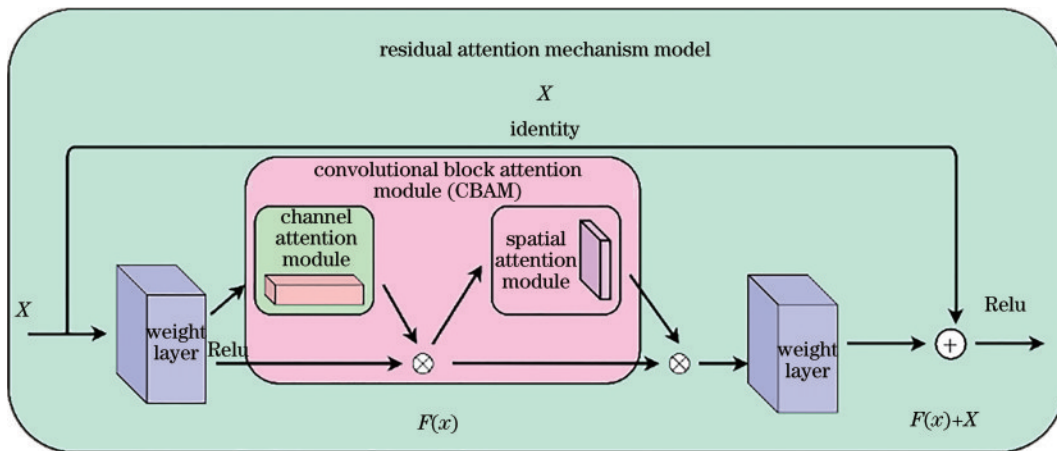 residual attention mechanism model
X
identity
convolutional block attention
module (CBAM)
channel
attention
module
spatial
attention
module
X
weight
layer
Relu
weight
layer
Relu
F(x)
F(x)+X